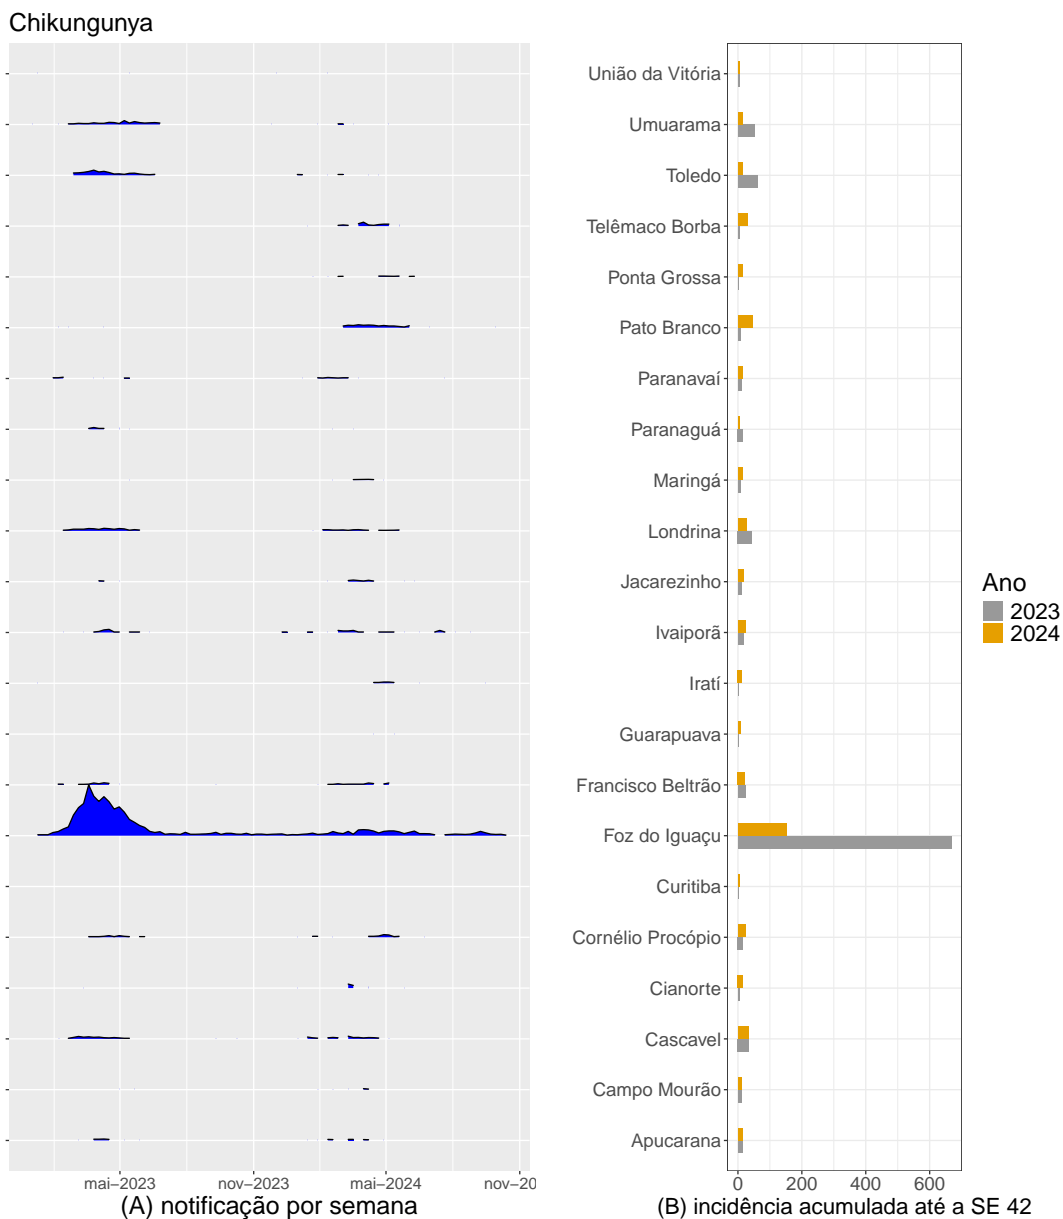 Chikungunya
União da Vitória
Umuarama
Toledo
Telêmaco Borba
Ponta Grossa
Pato Branco
Paranavaí
Paranaguá
Maringá
Londrina
Jacarezinho
Ivaiporã
Iratí
Guarapuava
Francisco Beltrão
Foz do Iguaçu
Curitiba
Cornélio Procópio
Cianorte
Cascavel
Campo Mourão
Apucarana
mai–2023 nov–2023 mai–2024 nov–20
(A) notificação por semana
0 200 400 600
(B) incidência acumulada até a SE 42
Ano
2023
2024